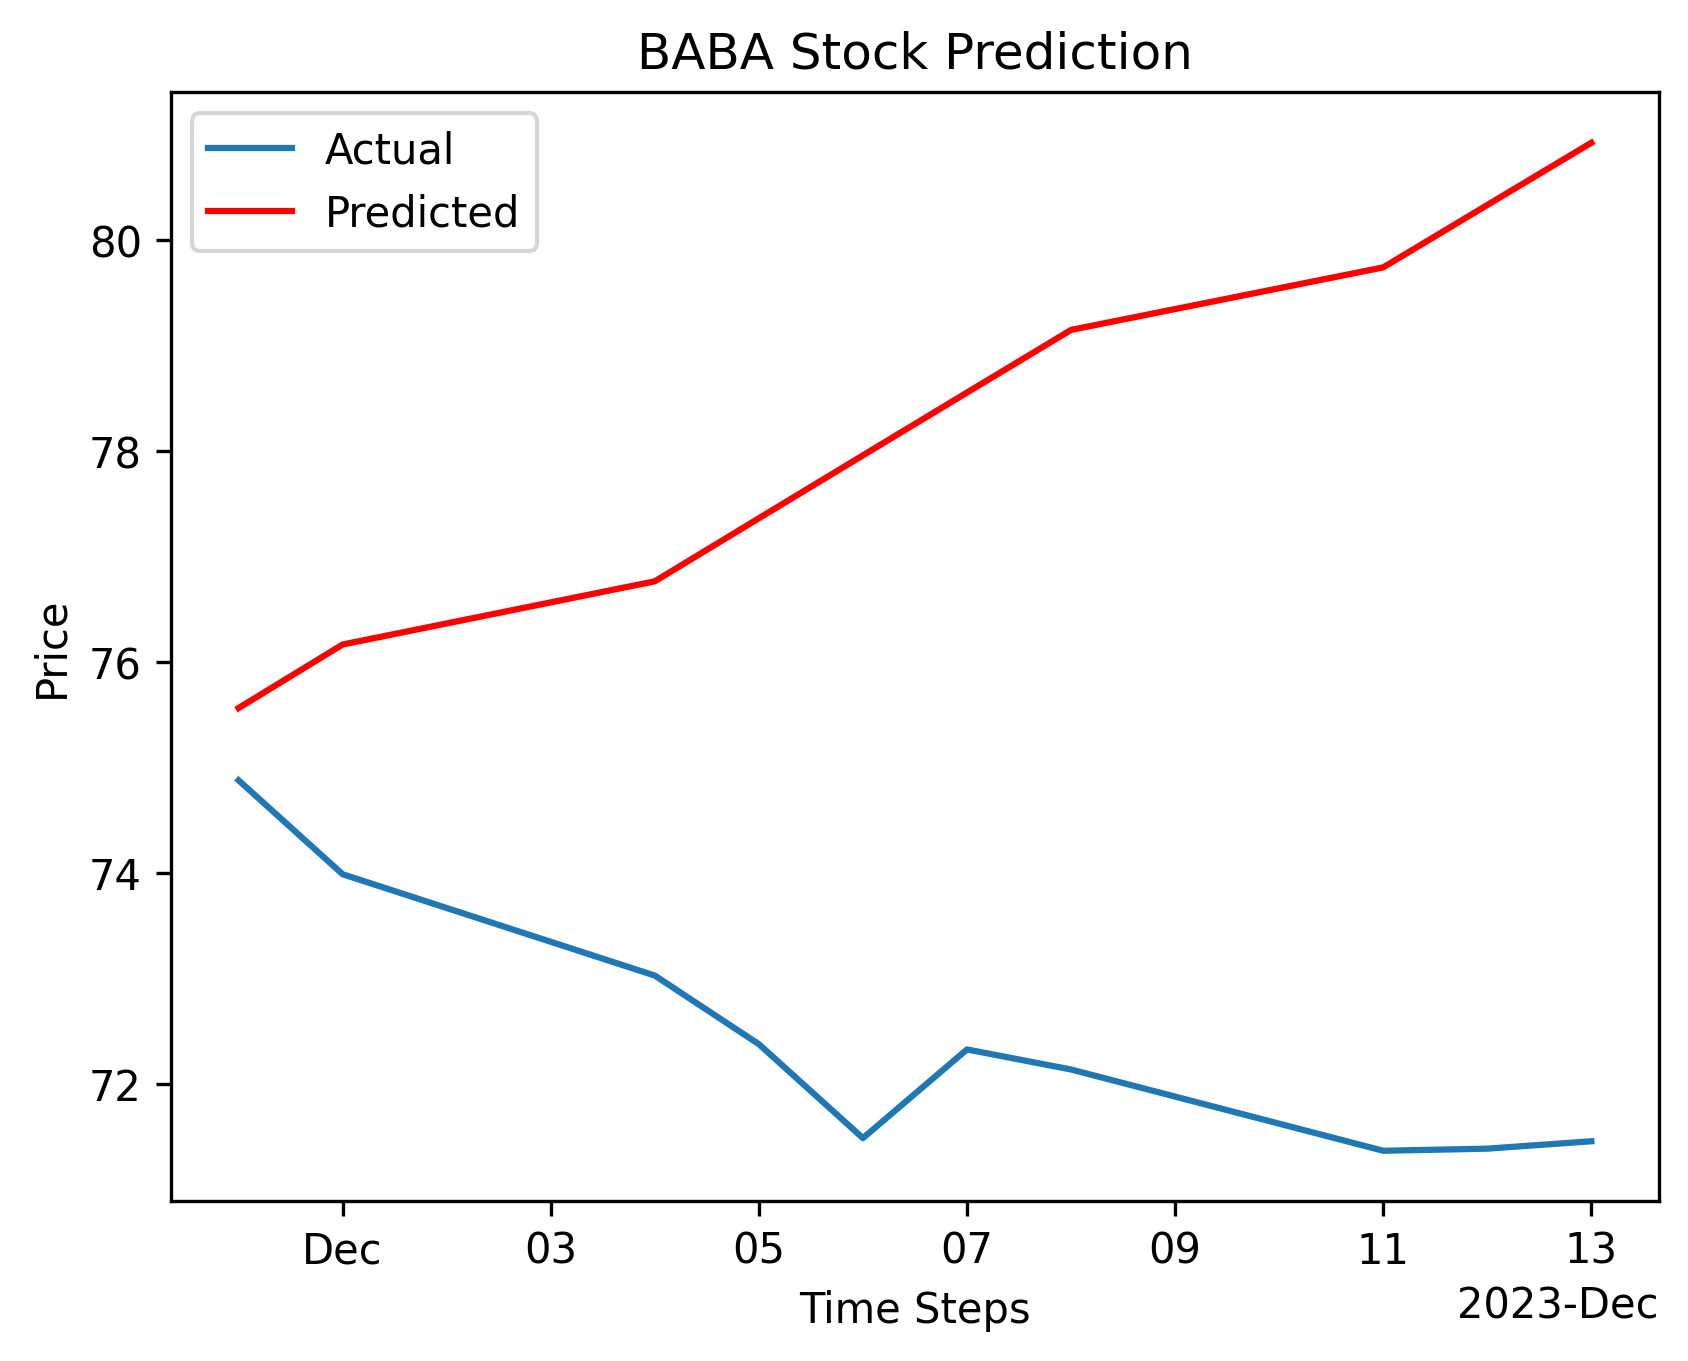 BABA Stock Prediction
Actual
Predicted
80
78
76
74
72
Price
Dec 03 05 07 09 11 13
Time Steps
2023-Dec